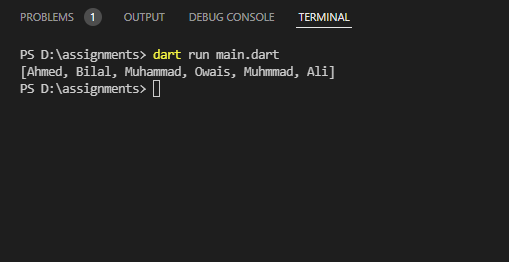 PROBLEMS 1 OUTPUT DEBUG CONSOLE TERMINAL
PS D:\assignments> dart run main.dart
[Ahmed, Bilal, Muhammad, Owais, Muhmmad, Ali]
PS D:\assignments>